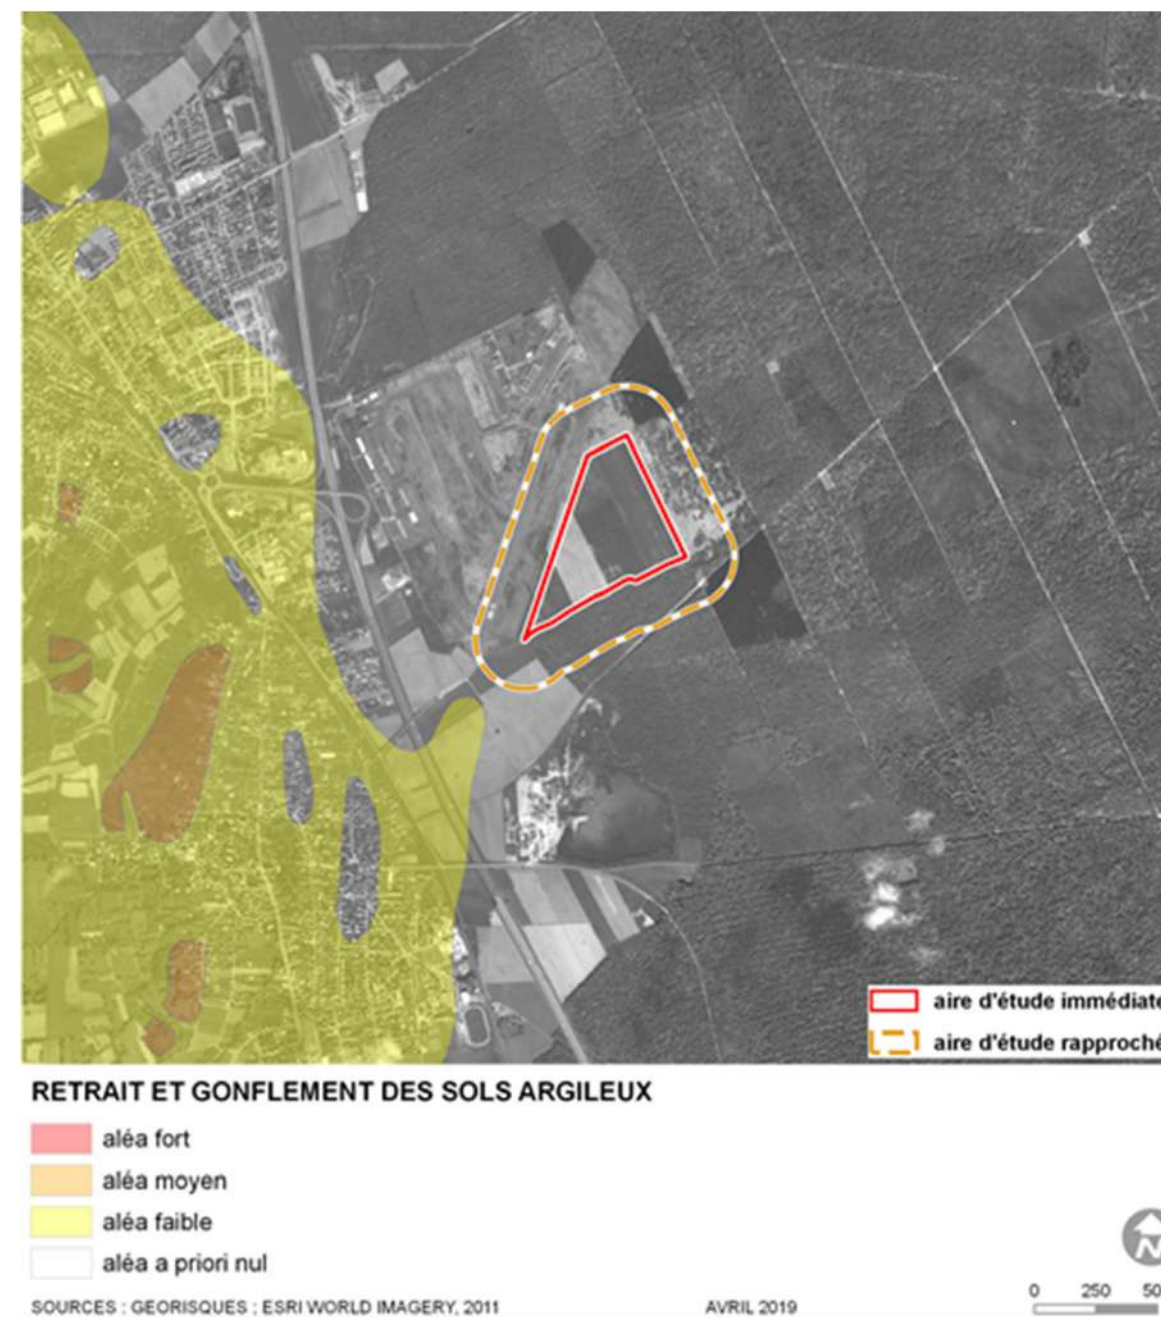 aire d'étude immédiate
aire d'étude rapproché
RETRAIT ET GONFLEMENT DES SOLS ARGILEUX
aléa fort
aléa moyen
aléa faible
aléa a priori nul
N
0 250 50
SOURCES : GEORISQUES ; ESRI WORLD IMAGERY, 2011 AVRIL 2019